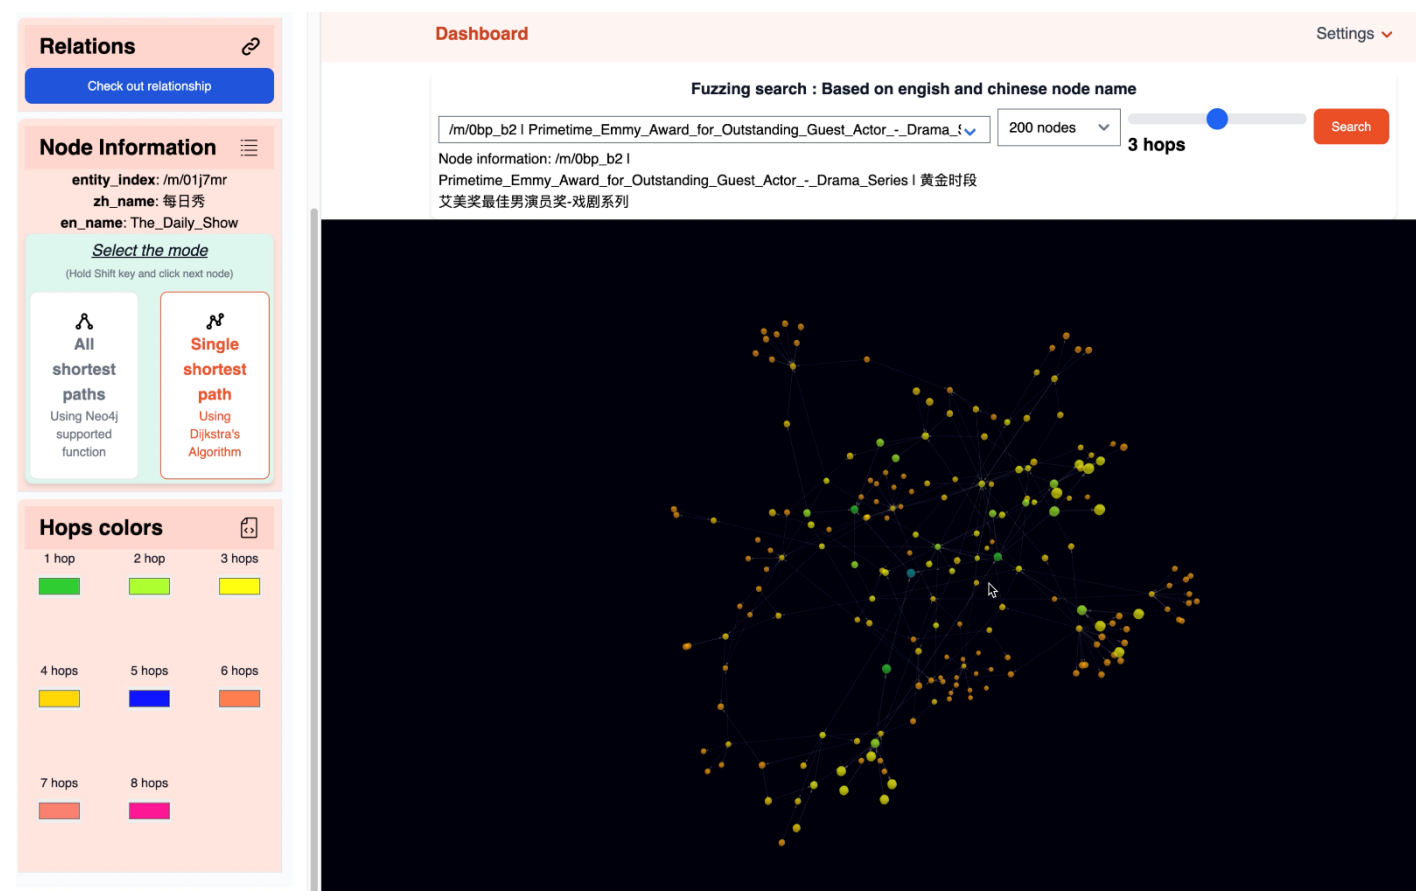 Relations
Check out relationship
Node Information
entity_index: /m/01j7mr
zh_name: 每日秀
en_name: The_Daily_Show
Select the mode
(Hold Shift key and click next node)
All
shortest
paths
Using Neo4j
supported
function
Single
shortest
path
Using
Dijkstra's
Algorithm
Hops colors
1 hop
2 hop
3 hops
4 hops
5 hops
6 hops
7 hops
8 hops
Dashboard
Settings
Fuzzing search : Based on engish and chinese node name
/m/0bp_b2 | Primetime_Emmy_Award_for_Outstanding_Guest_Actor_-_Drama_
200 nodes
3 hops
Search
Node information: /m/0bp_b2 |
Primetime_Emmy_Award_for_Outstanding_Guest_Actor_-_Drama_Series | 黄金时段
艾美奖最佳男演员奖-戏剧系列